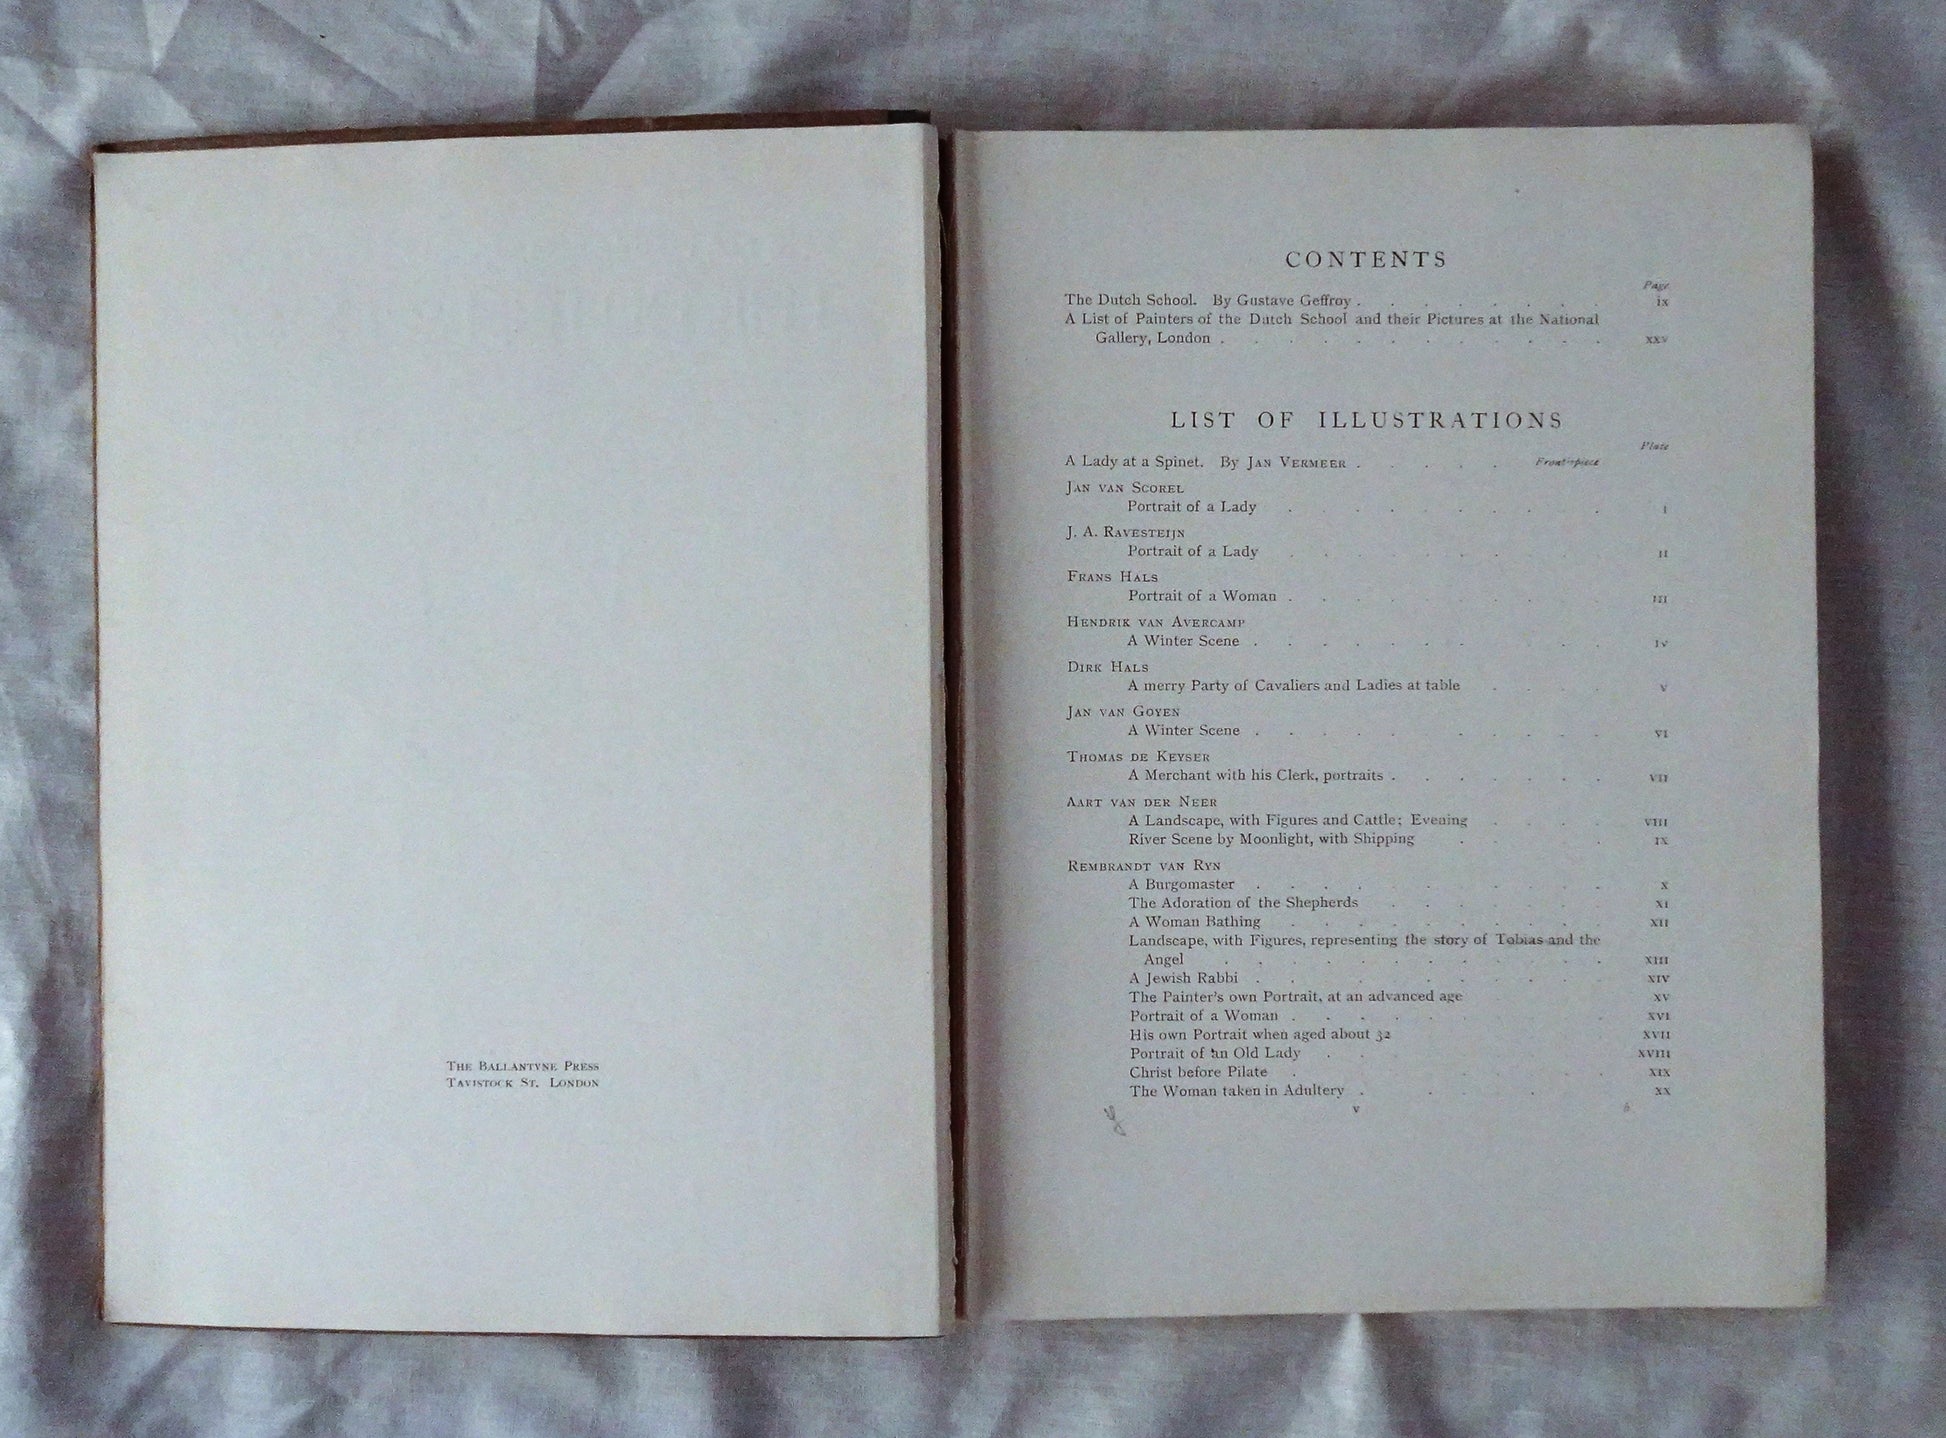 THE BALLANTYNE PRESS
TAVISTOCK ST. LONDON
CONTENTS
Page
The Dutch School. By Gustave Geffroy . . . . . . . . ix
A List of Painters of the Dutch School and their Pictures at the National
Gallery, London . . . . . . . . . . . . xxv
LIST OF ILLUSTRATIONS
Plate
A Lady at a Spinet. By JAN VERMEER . . . . . Frontispiece
JAN VAN SCOREL
Portrait of a Lady . . . . . . . . . . I
J. A. RAVESTEIJN
Portrait of a Lady . . . . . . . . . II
FRANS HALS
Portrait of a Woman . . . . . . . . . III
HENDRIK VAN AVERCAMP
A Winter Scene . . . . . . . . . IV
DIRK HALS
A merry Party of Cavaliers and Ladies at table . . . . V
JAN VAN GOYEN
A Winter Scene . . . . . . . . . . VI
THOMAS DE KEYSER
A Merchant with his Clerk, portraits . . . . . . . VII
AART VAN DER NEER
A Landscape, with Figures and Cattle; Evening . . . . VIII
River Scene by Moonlight, with Shipping . . . IX
REMBRANDT VAN RYN
A Burgomaster . . . . . . . . . . X
The Adoration of the Shepherds . . . . . . . XI
A Woman Bathing . . . . . . . . . . XII
Landscape, with Figures, representing the story of Tobias and the
Angel . . . . . . . . . . . . XIII
A Jewish Rabbi . . . . . . . . . XIV
The Painter's own Portrait, at an advanced age XV
Portrait of a Woman . . . . . . . . . XVI
His own Portrait when aged about 32 XVII
Portrait of an Old Lady . . . XVIII
Christ before Pilate . . . . . . XIX
The Woman taken in Adultery . . . . XX
v b